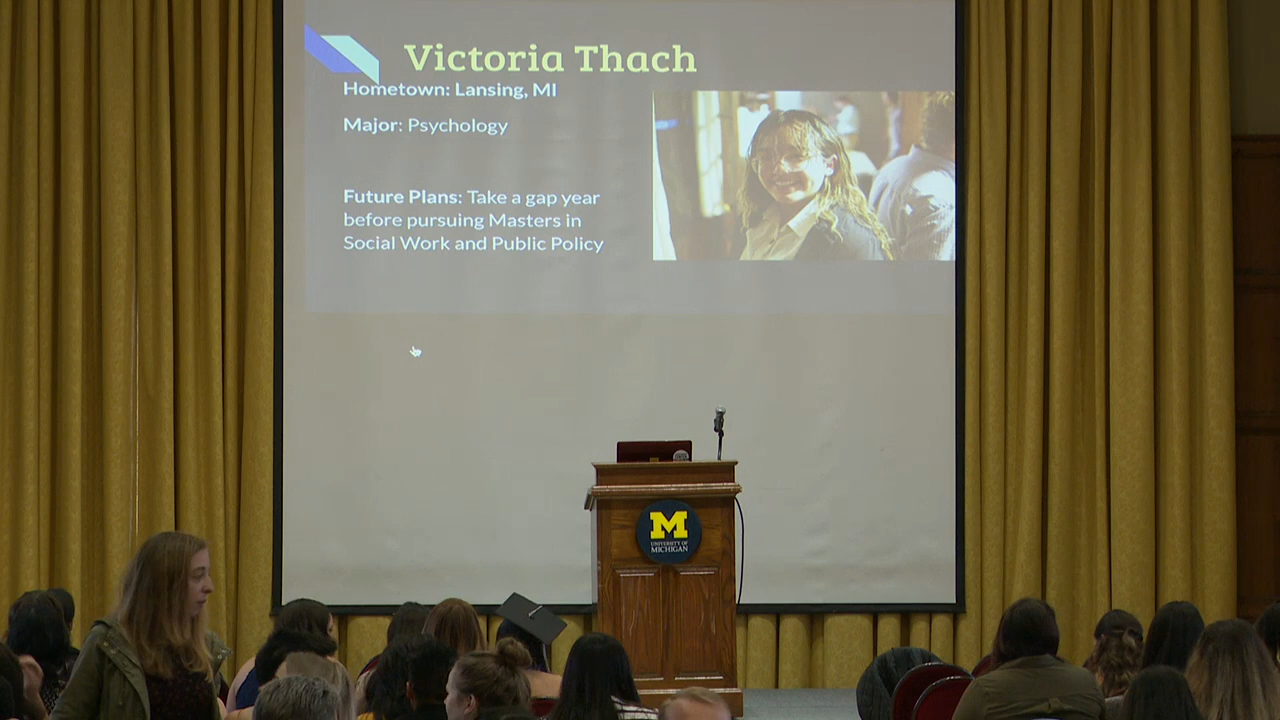 Victoria Thach
Hometown: Lansing, MI
Major: Psychology
Future Plans: Take a gap year
before pursuing Masters in
Social Work and Public Policy
M
UNIVERSITY OF
MICHIGAN